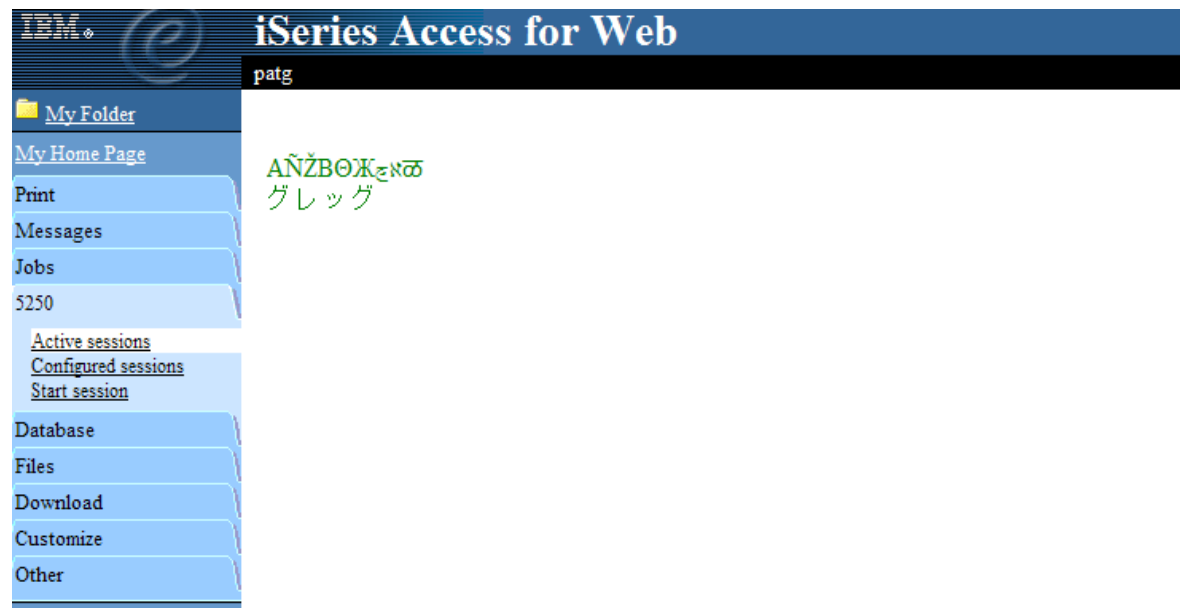 IBM
iSeries Access for Web
patg
My Folder
My Home Page
Print
Messages
Jobs
5250
Active sessions
Configured sessions
Start session
Database
Files
Download
Customize
Other
AÑŽBΘЖچאळ
グレッグ